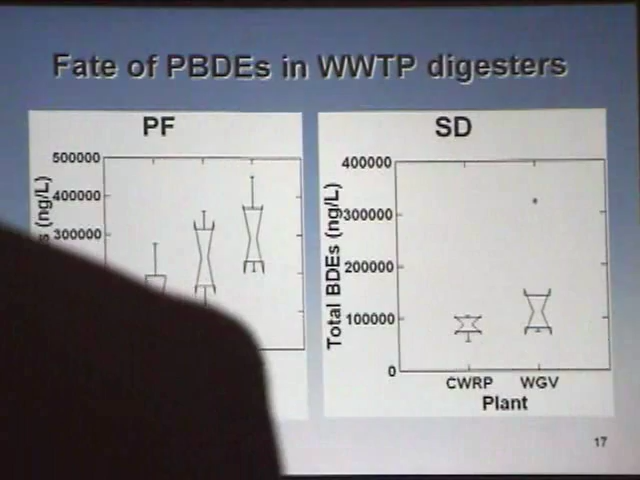 Fate of PBDEs in WWTP digesters
PF
500000
400000
300000
s (ng/L)
SD
400000
300000
200000
100000
0
Total BDEs (ng/L)
CWRP WGV
Plant
17